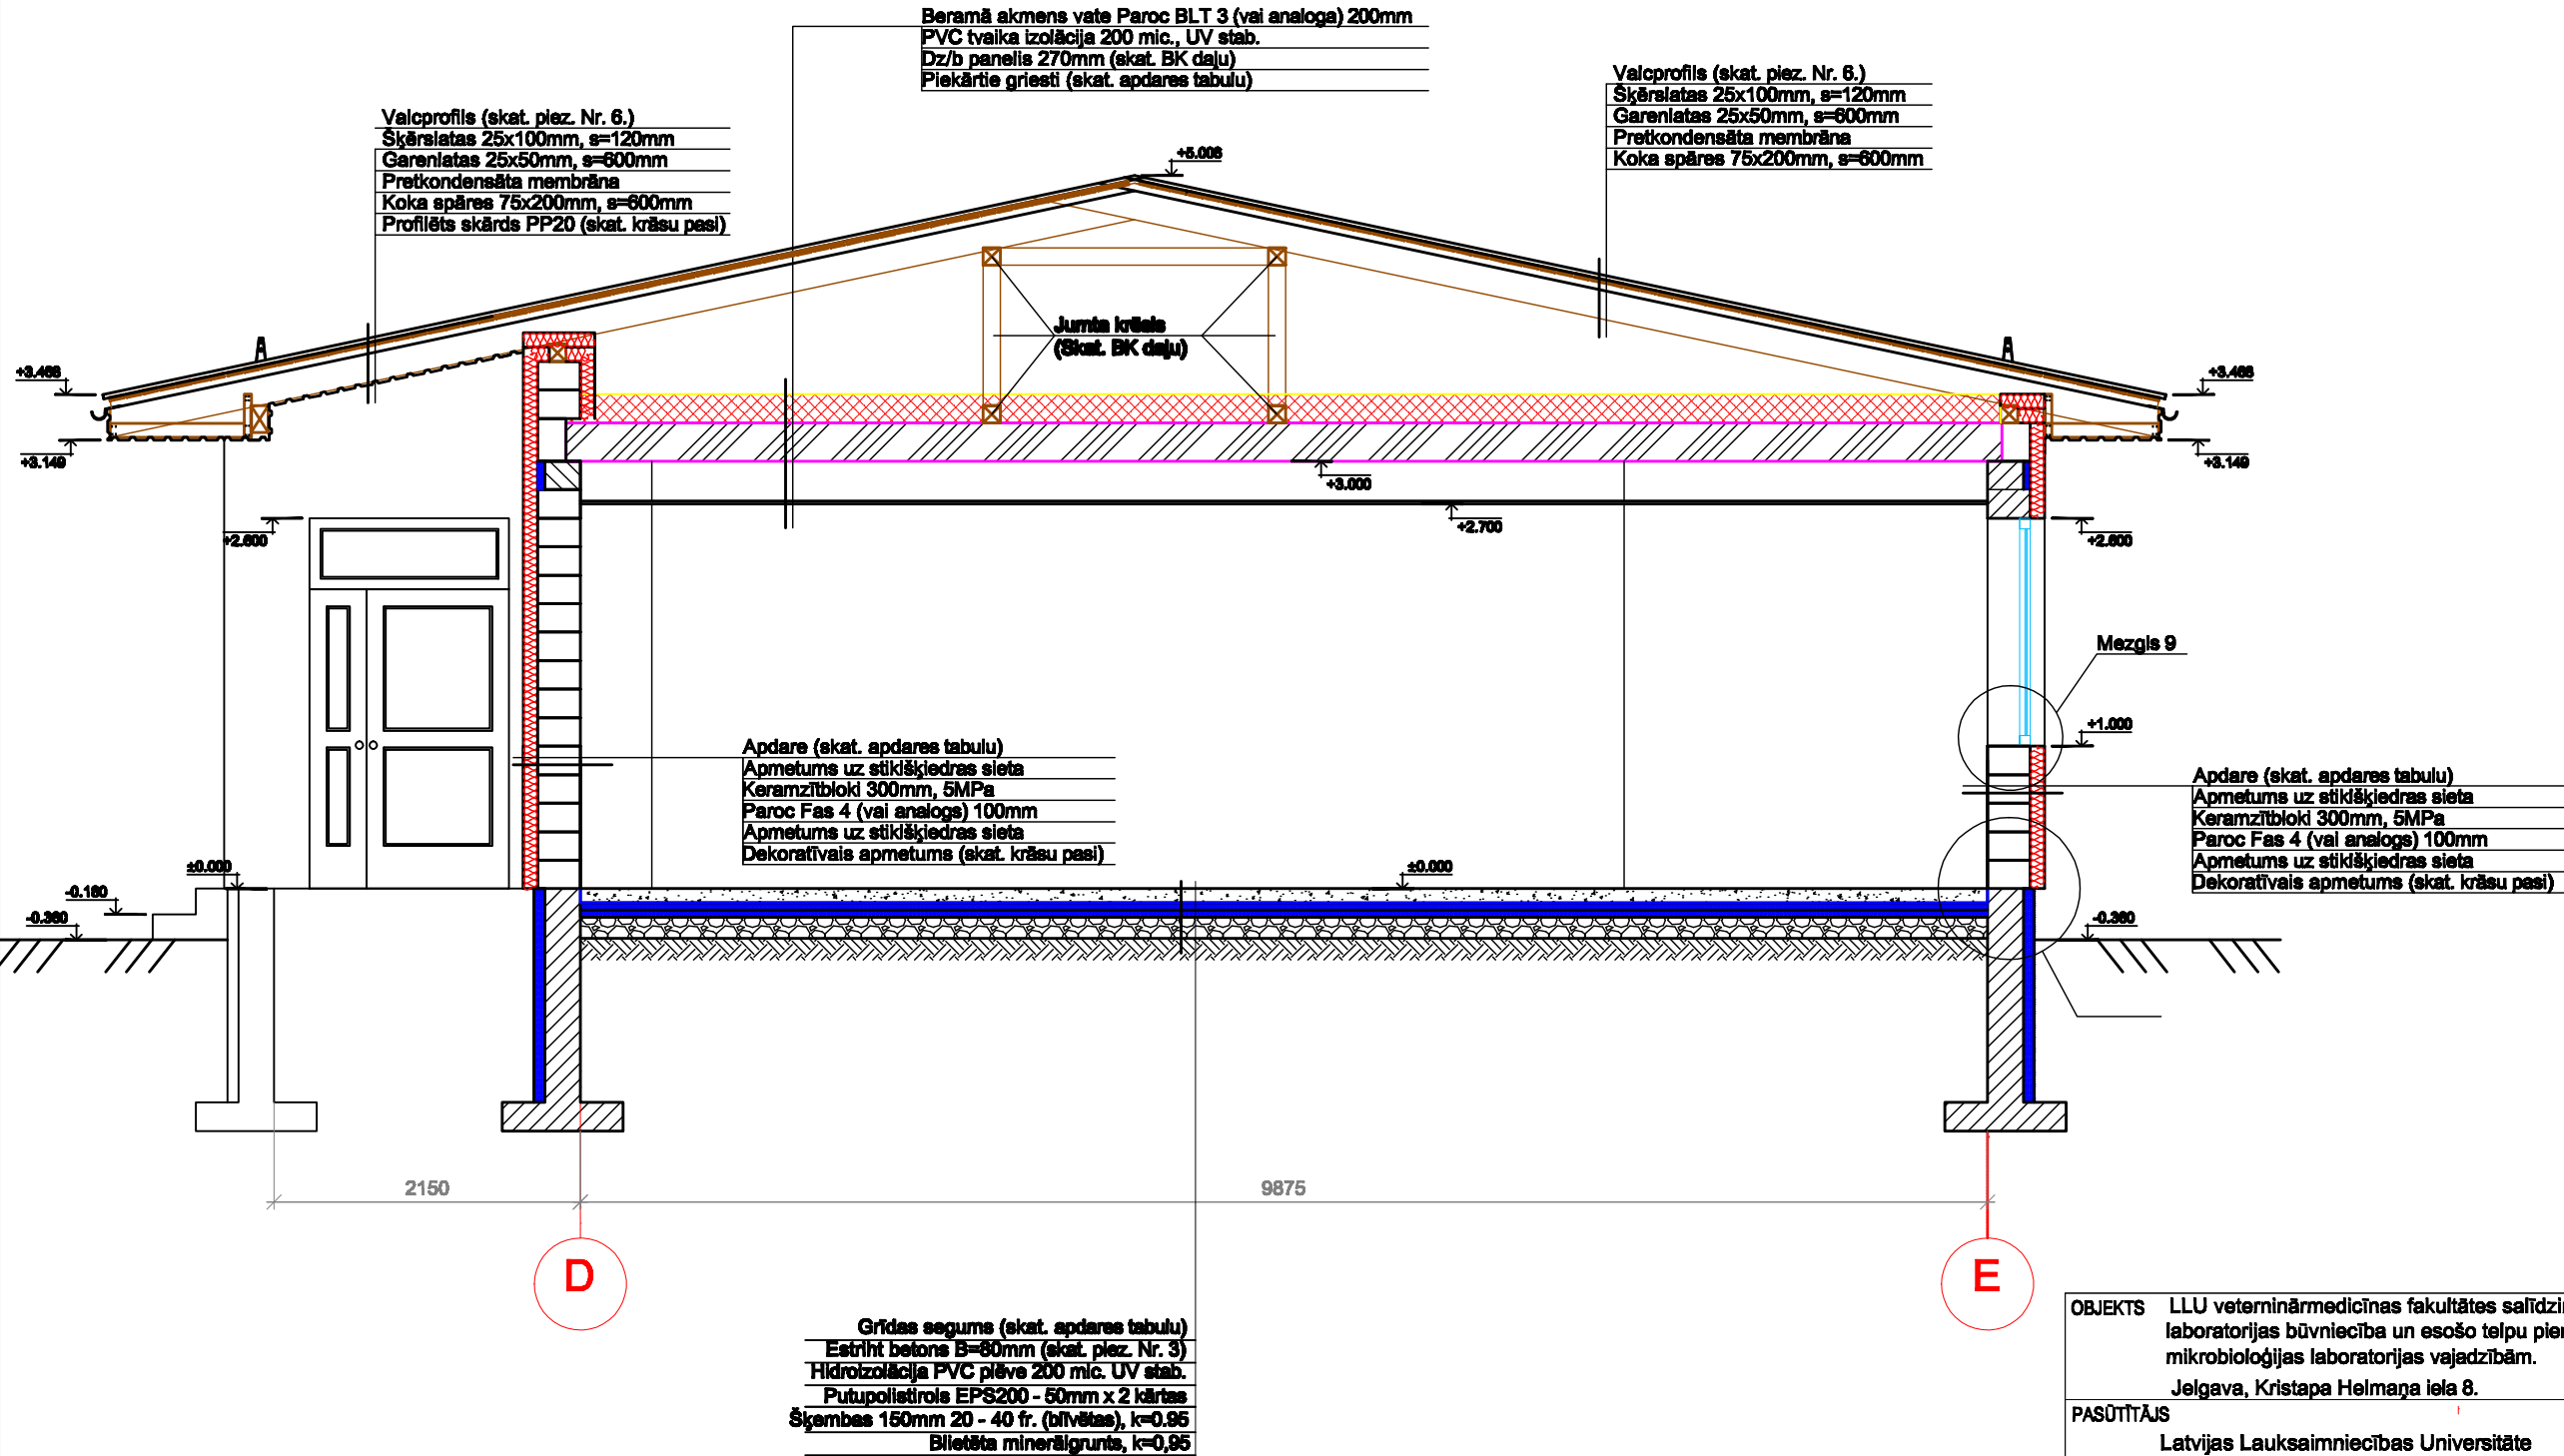 Beramā akmens vate Paroc BLT 3 (vai analoga) 200mm
PVC tvaika izolācija 200 mic., UV stab.
Dz/b panelis 270mm (skat. BK daļu)
Piekārtie griesti (skat. apdares tabulu)
Valcprofils (skat. piez. Nr. 6.)
Šķērslatas 25x100mm, s=120mm
Garenlatas 25x50mm, s=600mm
Pretkondensāta membrāna
Koka spāres 75x200mm, s=600mm
Valcprofils (skat. piez. Nr. 6.)
Šķērslatas 25x100mm, s=120mm
Garenlatas 25x50mm, s=600mm
Pretkondensāta membrāna
Koka spāres 75x200mm, s=600mm
Profilēts skārds PP20 (skat. krāsu pasi)
+5.006
Jumta krēsls
(Skat. BK daļu)
+3.468
+3.468
+3.149
+3.149
+3.000
+2.700
+2.600
+2.600
Mezgls 9
+1.000
Apdare (skat. apdares tabulu)
Apmetums uz stiklšķiedras sieta
Keramzītbloki 300mm, 5MPa
Paroc Fas 4 (vai analogs) 100mm
Apmetums uz stiklšķiedras sieta
Dekoratīvais apmetums (skat. krāsu pasi)
Apdare (skat. apdares tabulu)
Apmetums uz stiklšķiedras sieta
Keramzītbloki 300mm, 5MPa
Paroc Fas 4 (vai analogs) 100mm
Apmetums uz stiklšķiedras sieta
Dekoratīvais apmetums (skat. krāsu pasi)
±0.000
±0.000
-0.180
-0.360
-0.360
2150
9875
D
E
Grīdas segums (skat. apdares tabulu)
Estriht betons B=80mm (skat. piez. Nr. 3)
Hidroizolācija PVC plēve 200 mic. UV stab.
Putupolistirols EPS200 - 50mm x 2 kārtas
Šķembas 150mm 20 - 40 fr. (blīvētas), k=0.95
Blietēta minerālgrunts, k=0,95
OBJEKTS LLU veterninārmedicīnas fakultātes salīdzi
laboratorijas būvniecība un esošo telpu pie
mikrobioloģijas laboratorijas vajadzībām.
Jelgava, Kristapa Helmaņa iela 8.
PASŪTĪTĀJS
Latvijas Lauksaimniecības Universitāte